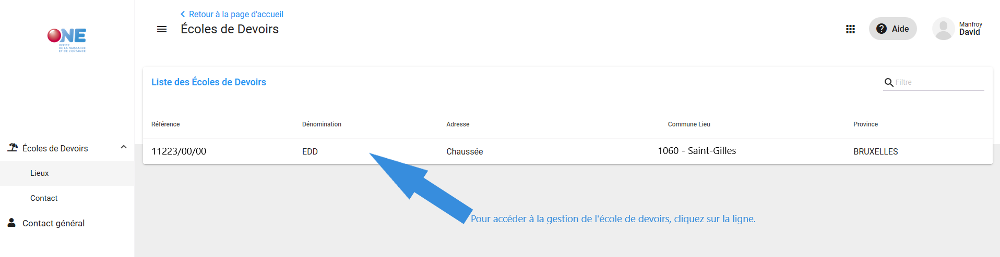 Retour à la page d'accueil
Écoles de Devoirs
Aide
Manfroy
David
ONE
OFFICE
DE LA NAISSANCE
ET DE L'ENFANCE
Écoles de Devoirs
Lieux
Contact
Contact général
Liste des Écoles de Devoirs
Filtre
Référence Dénomination Adresse Commune Lieu Province
11223/00/00 EDD Chaussée 1060 - Saint-Gilles BRUXELLES
Pour accéder à la gestion de l'école de devoirs, cliquez sur la ligne.